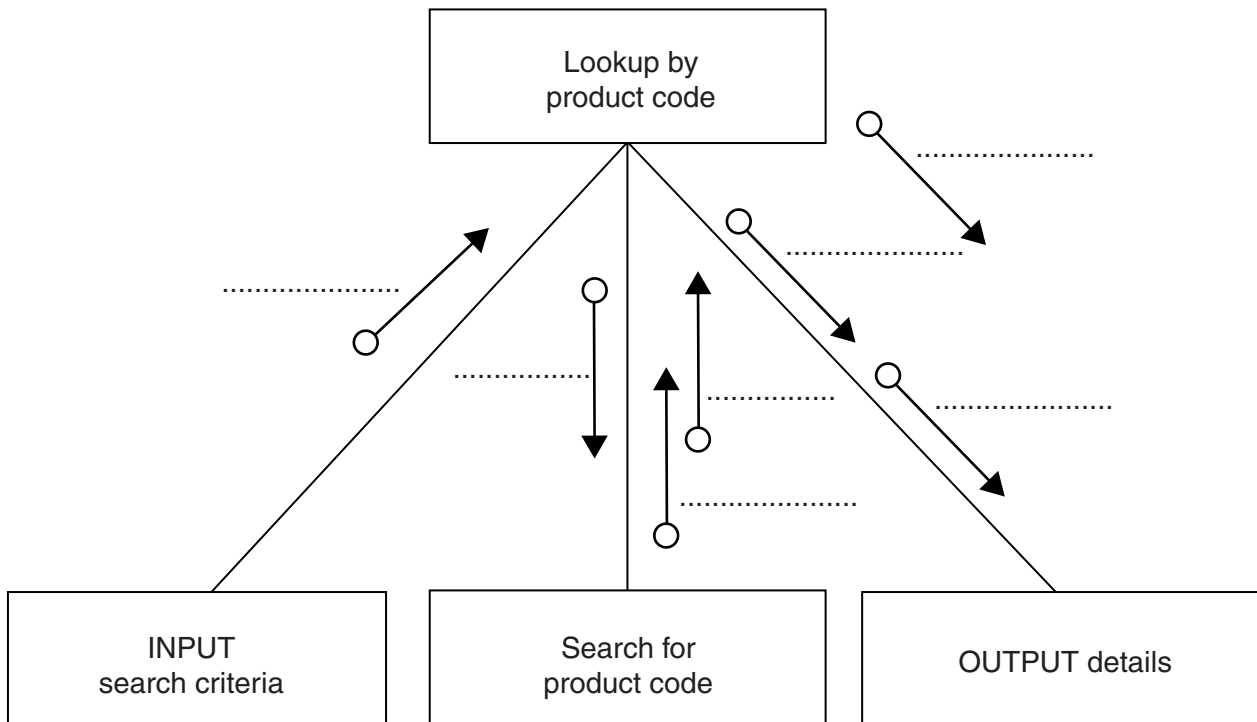 Lookup by
product code
INPUT
search criteria
Search for
product code
OUTPUT details